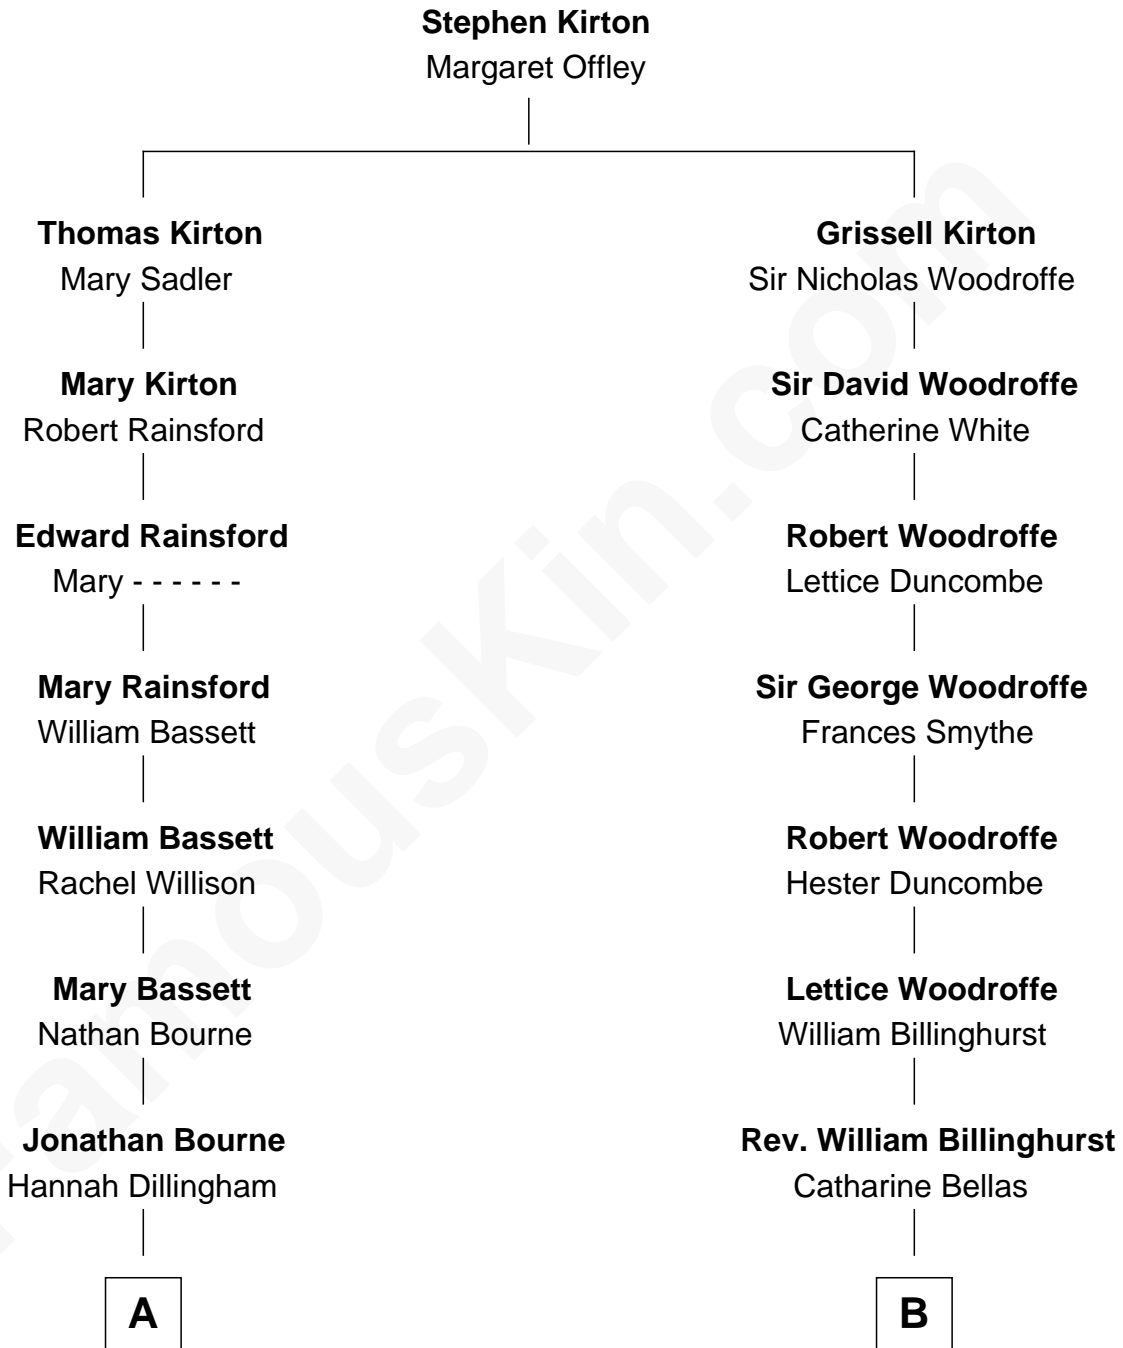 Stephen Kirton
Margaret Offley
Thomas Kirton
Mary Sadler
Mary Kirton
Robert Rainsford
Edward Rainsford
Mary - - - - - -
Mary Rainsford
William Bassett
William Bassett
Rachel Willison
Mary Bassett
Nathan Bourne
Jonathan Bourne
Hannah Dillingham
A
Grissell Kirton
Sir Nicholas Woodroffe
Sir David Woodroffe
Catherine White
Robert Woodroffe
Lettice Duncombe
Sir George Woodroffe
Frances Smythe
Robert Woodroffe
Hester Duncombe
Lettice Woodroffe
William Billinghurst
Rev. William Billinghurst
Catharine Bellas
B
FamousKin.com